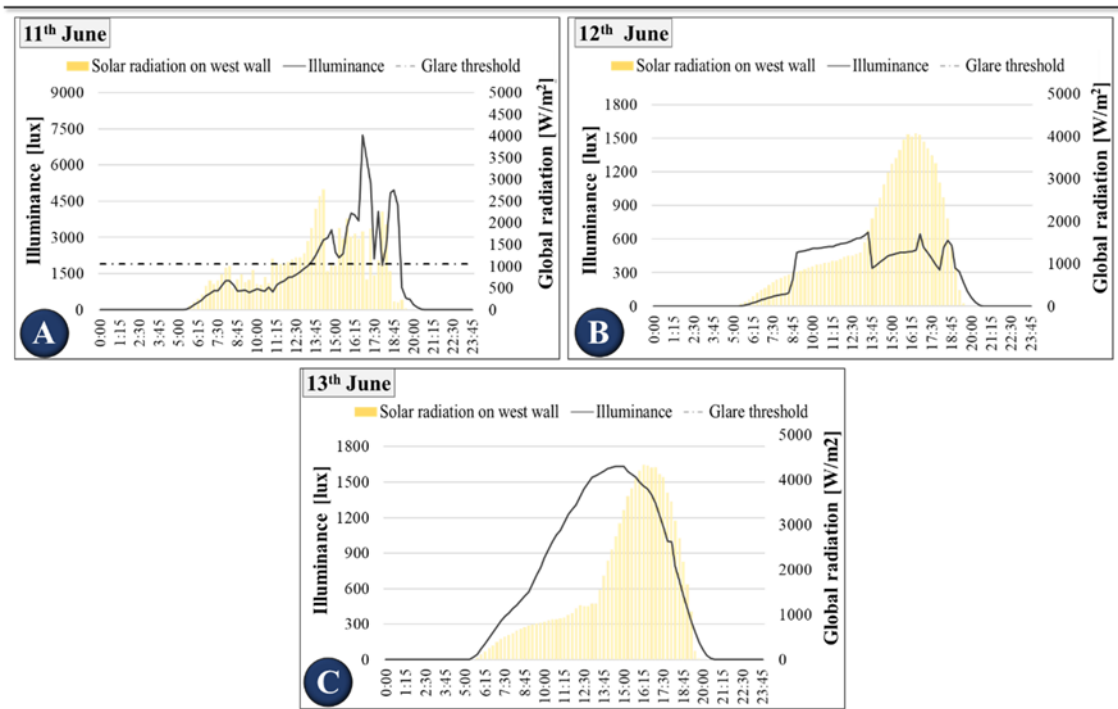 11th June
Solar radiation on west wall Illuminance Glare threshold
Illuminance [lux]
9000
7500
6000
4500
3000
1500
0
5000
4500
4000
3500
3000
2500
2000
1500
1000
500
0
Global radiation [W/m²]
0:00 1:15 2:30 3:45 5:00 6:15 7:30 8:45 10:00 11:15 12:30 13:45 15:00 16:15 17:30 18:45 20:00 21:15 22:30 23:45
A
12th June
Solar radiation on west wall Illuminance Glare threshold
Illuminance [lux]
1800
1500
1200
900
600
300
0
5000
4000
3000
2000
1000
0
Global radiation [W/m²]
0:00 1:15 2:30 3:45 5:00 6:15 7:30 8:45 10:00 11:15 12:30 13:45 15:00 16:15 17:30 18:45 20:00 21:15 22:30 23:45
B
13th June
Solar radiation on west wall Illuminance Glare threshold
Illuminance [lux]
1800
1500
1200
900
600
300
0
5000
4000
3000
2000
1000
0
Global radiation [W/m2]
0:00 1:15 2:30 3:45 5:00 6:15 7:30 8:45 10:00 11:15 12:30 13:45 15:00 16:15 17:30 18:45 20:00 21:15 22:30 23:45
C